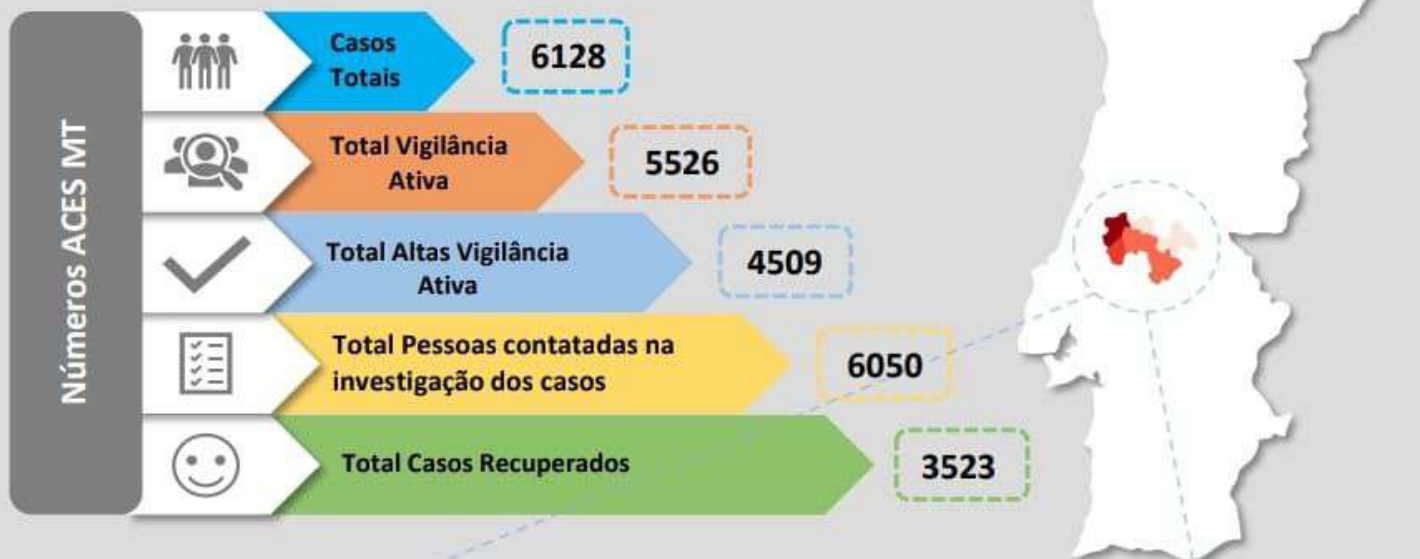 Números ACES MT
Casos
Totais
6128
Total Vigilância
Ativa
5526
Total Altas Vigilância
Ativa
4509
Total Pessoas contatadas na
investigação dos casos
6050
Total Casos Recuperados
3523